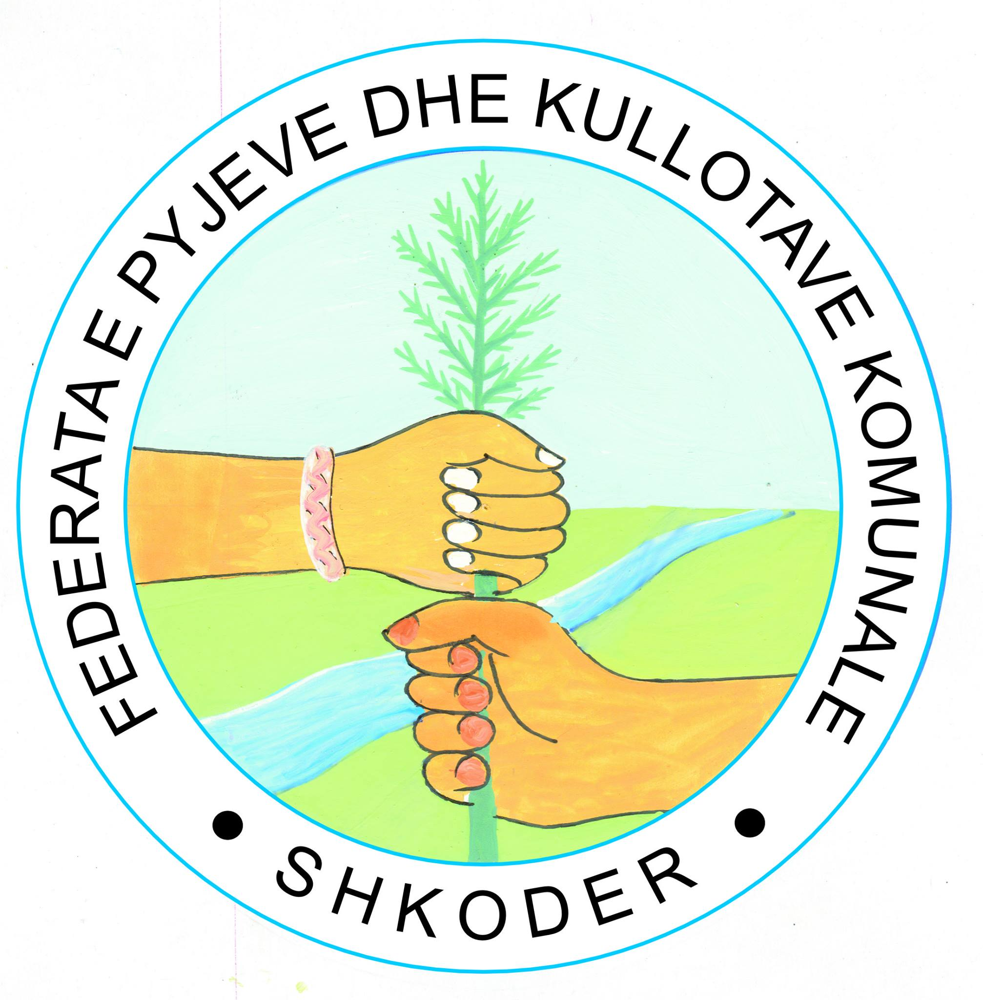 FEDERATA E PYJEVE DHE KULLOTAVE KOMUNALE
• SHKODER •